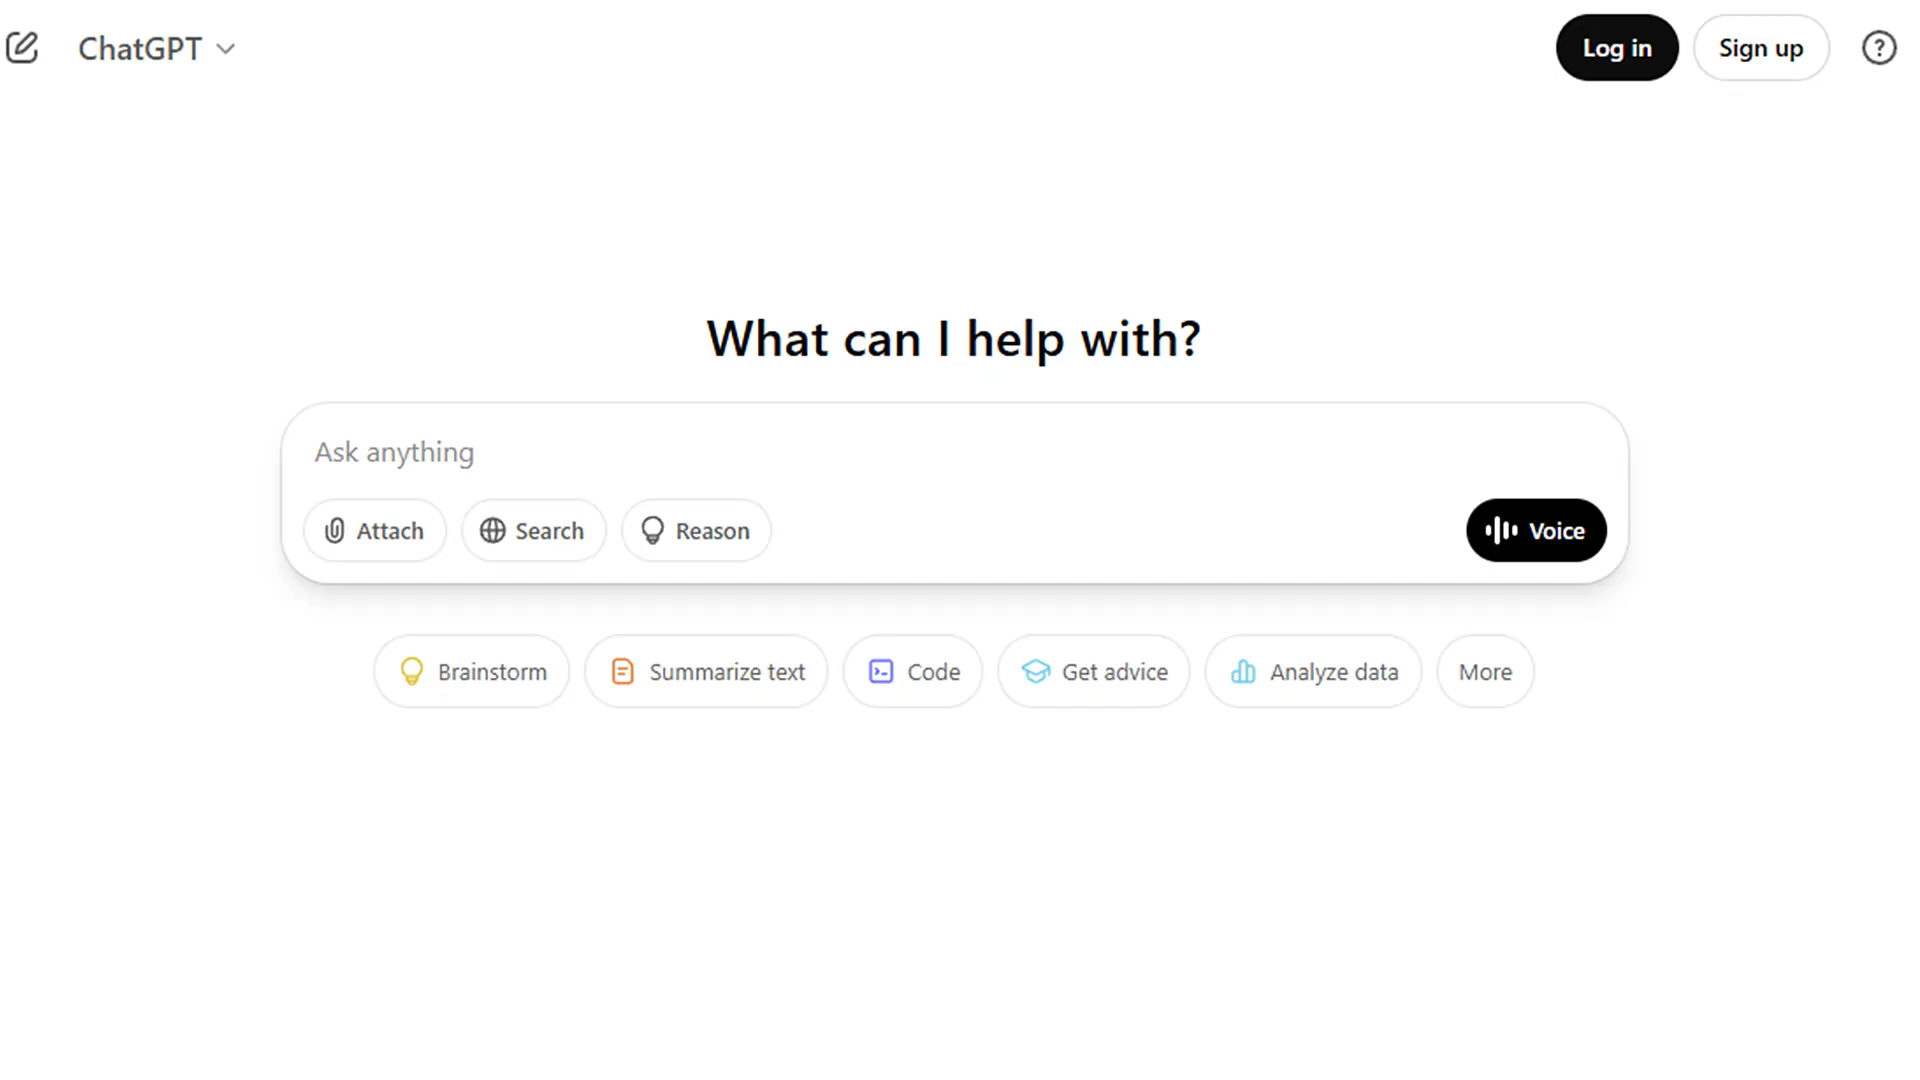 ChatGPT
Log in
Sign up
?
What can I help with?
Ask anything
Attach
Search
Reason
Voice
Brainstorm
Summarize text
Code
Get advice
Analyze data
More